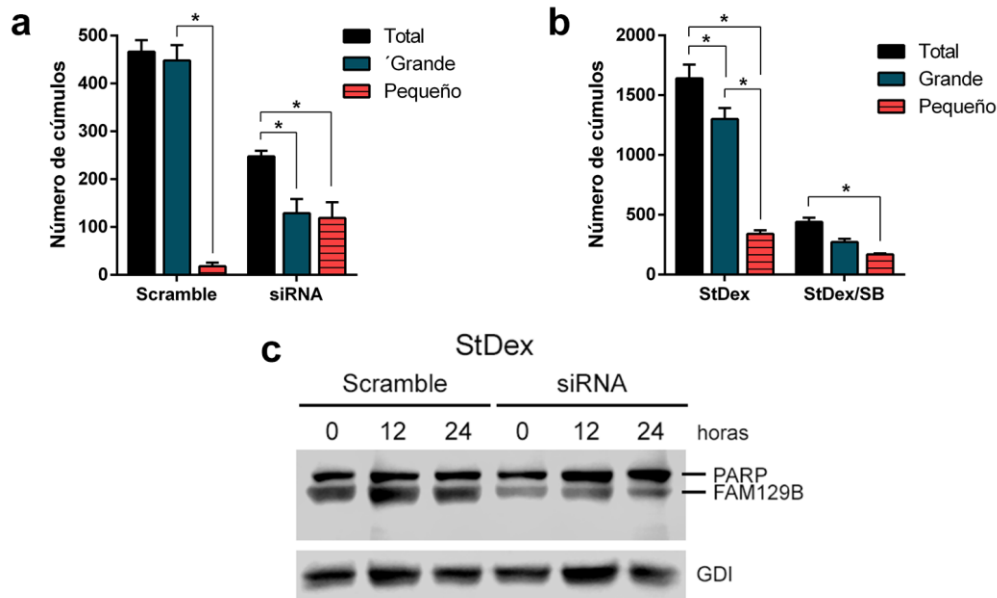 a
Número de cúmulos
500
400
300
200
100
0
*
*
*
Total
´Grande
Pequeño
Scramble siRNA
b
Número de cúmulos
2000
1500
1000
500
0
*
*
*
*
Total
Grande
Pequeño
StDex StDex/SB
c
StDex
Scramble siRNA
0 12 24 0 12 24 horas
PARP
FAM129B
GDI